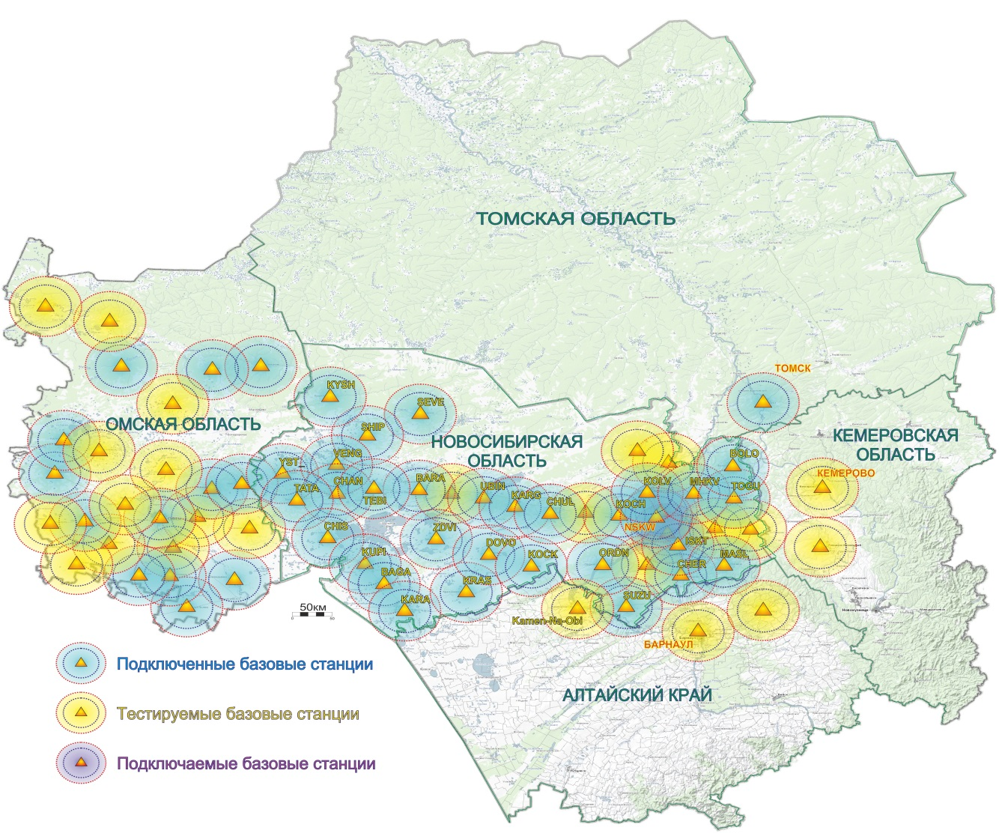 ТОМСКАЯ ОБЛАСТЬ
ТОМСК
KYSH
SEVE
ОМСКАЯ ОБЛАСТЬ
SHIP
НОВОСИБИРСКАЯ
ОБЛАСТЬ
КЕМЕРОВСКАЯ
ОБЛАСТЬ
VENG
BOLO
YST
КЕМЕРОВО
CHAN
BARA
UBIN
KOLV
MHKV
TOGU
TATA
TEBI
KARG
CHUL
KOCH
CHIS
ZDVI
NSKW
KUPI
DOVO
KOCK
ORDN
ISKT
MASL
BAGA
CHER
KRAS
KARA
SUZU
50км
0
50
Kamen-Na-Obi
БАРНАУЛ
Новокузнецк
АЛТАЙСКИЙ КРАЙ
Подключенные базовые станции
Тестируемые базовые станции
Подключаемые базовые станции